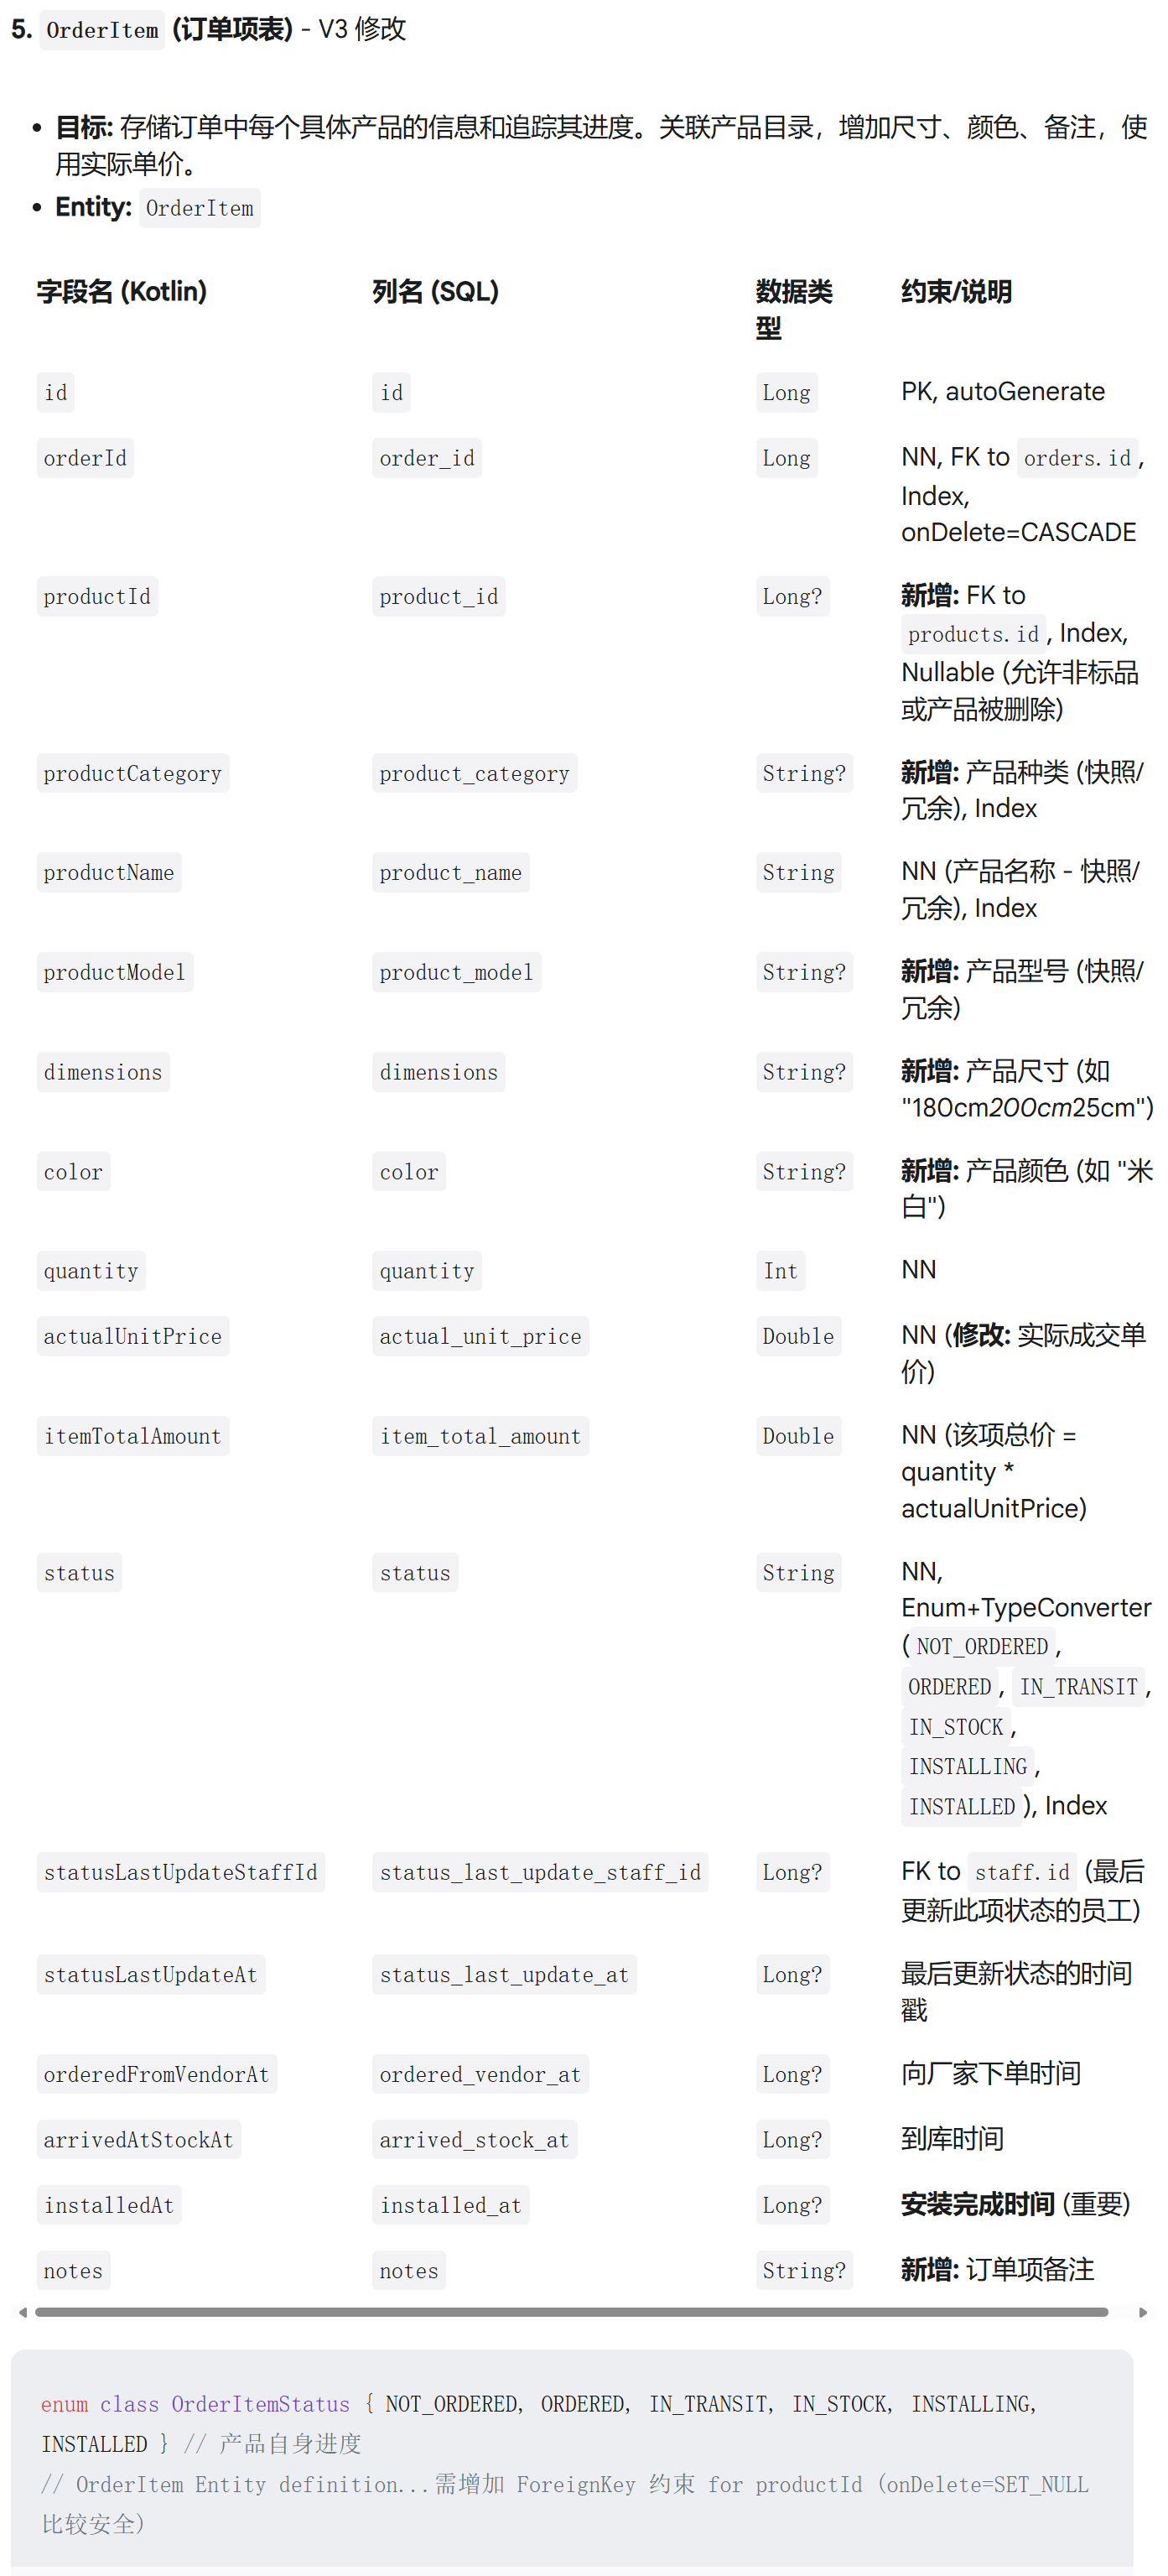 5. OrderItem (订单项表) - V3 修改
• 目标: 存储订单中每个具体产品的信息和追踪其进度。关联产品目录，增加尺寸、颜色、备注，使
用实际单价。
• Entity: OrderItem
字段名 (Kotlin) 列名 (SQL) 数据类
型 约束/说明
id id Long PK, autoGenerate
orderId order_id Long NN, FK to orders.id,
Index,
onDelete=CASCADE
productId product_id Long? 新增: FK to
products.id, Index,
Nullable (允许非标品
或产品被删除)
productCategory product_category String? 新增: 产品种类 (快照/
冗余), Index
productName product_name String NN (产品名称 - 快照/
冗余), Index
productModel product_model String? 新增: 产品型号 (快照/
冗余)
dimensions dimensions String? 新增: 产品尺寸 (如
"180cm200cm25cm")
color color String? 新增: 产品颜色 (如 "米
白")
quantity quantity Int NN
actualUnitPrice actual_unit_price Double NN (修改: 实际成交单
价)
itemTotalAmount item_total_amount Double NN (该项总价 =
quantity *
actualUnitPrice)
status status String NN,
Enum+TypeConverter
(NOT_ORDERED,
ORDERED, IN_TRANSIT,
IN_STOCK,
INSTALLING,
INSTALLED), Index
statusLastUpdateStaffId status_last_update_staff_id Long? FK to staff.id (最后
更新此项状态的员工)
statusLastUpdateAt status_last_update_at Long? 最后更新状态的时间
戳
orderedFromVendorAt ordered_vendor_at Long? 向厂家下单时间
arrivedAtStockAt arrived_stock_at Long? 到库时间
installedAt installed_at Long? 安装完成时间 (重要)
notes notes String? 新增: 订单项备注
enum class OrderItemStatus { NOT_ORDERED, ORDERED, IN_TRANSIT, IN_STOCK, INSTALLING,
INSTALLED } // 产品自身进度
// OrderItem Entity definition...需增加 ForeignKey 约束 for productId (onDelete=SET_NULL
比较安全)